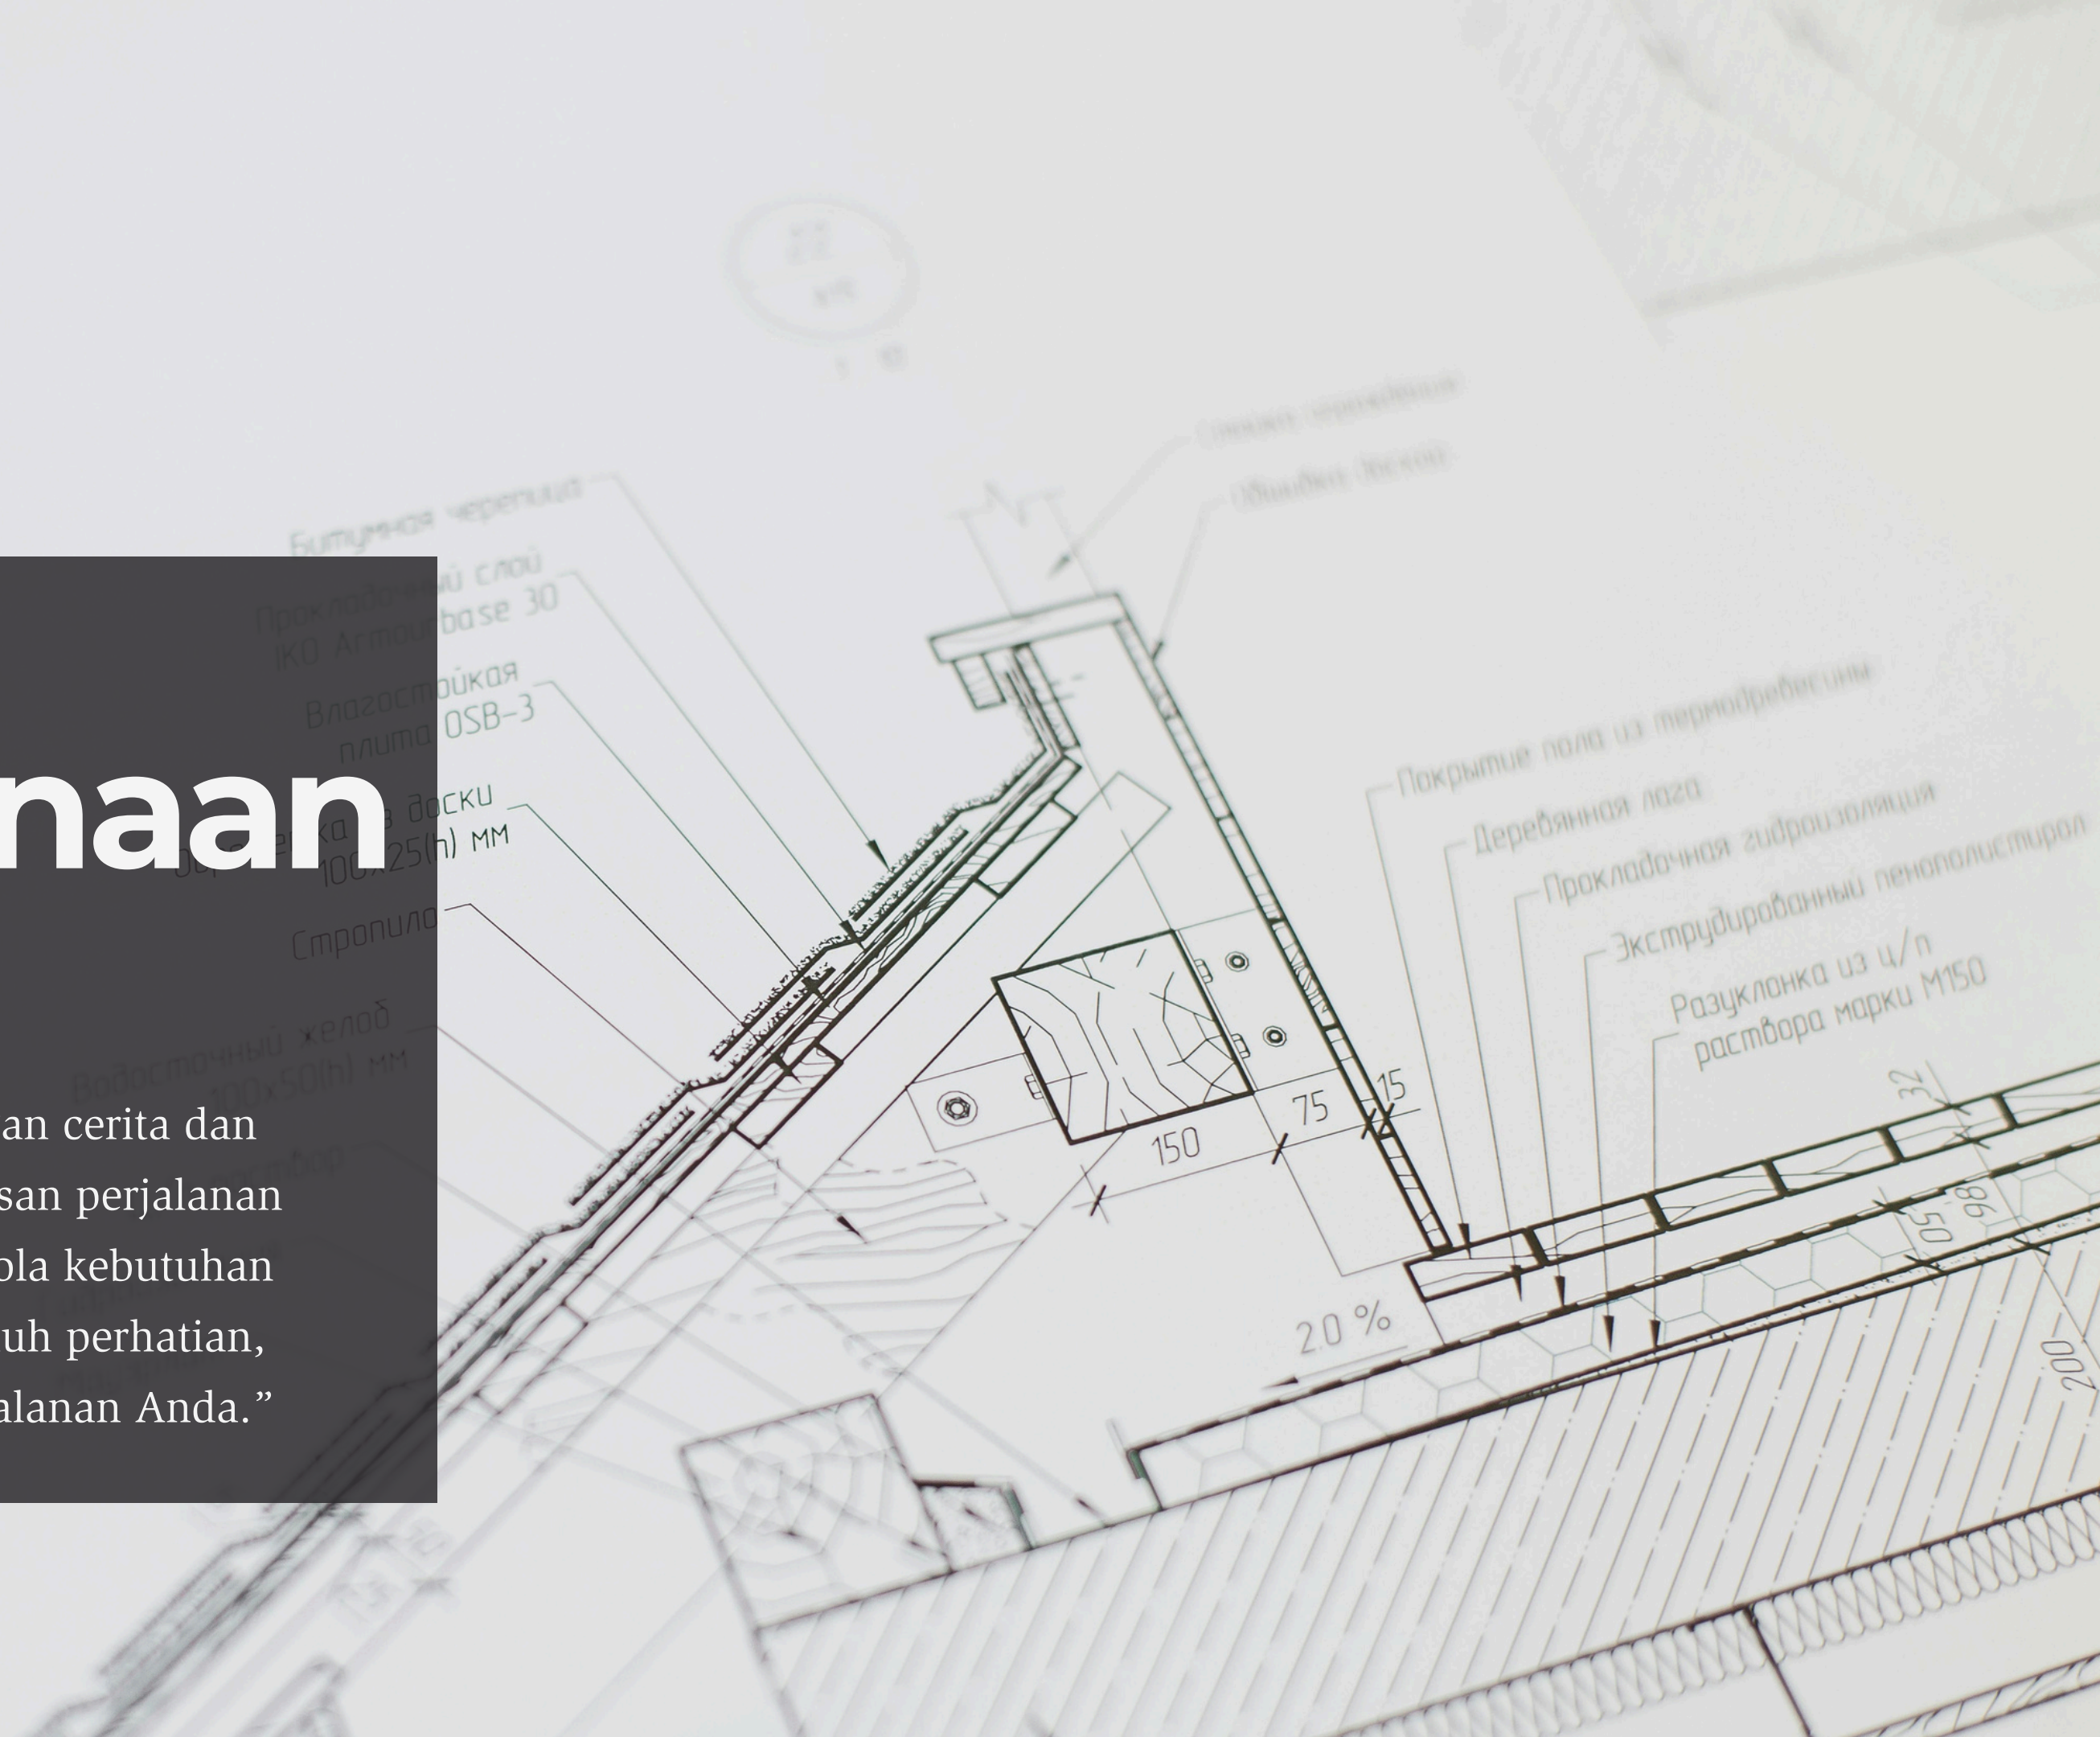 Битумная черепица
Прокладочный слой
IKO Armourbase 30
Влагостойкая
плита OSB-3
доски
100x25(h) мм
Стропило
Водосточный желоб
100x50(h) мм
naan
an cerita dan
san perjalanan
ola kebutuhan
uh perhatian,
alanan Anda.”
Покрытие пола из термодревесины
Деревянная лага
Прокладочная гидроизоляция
Экструдированный пенополистирол
Разуклонка из ц/п
раствора марки М150
150
75
15
32
50
98
200
2.0 %